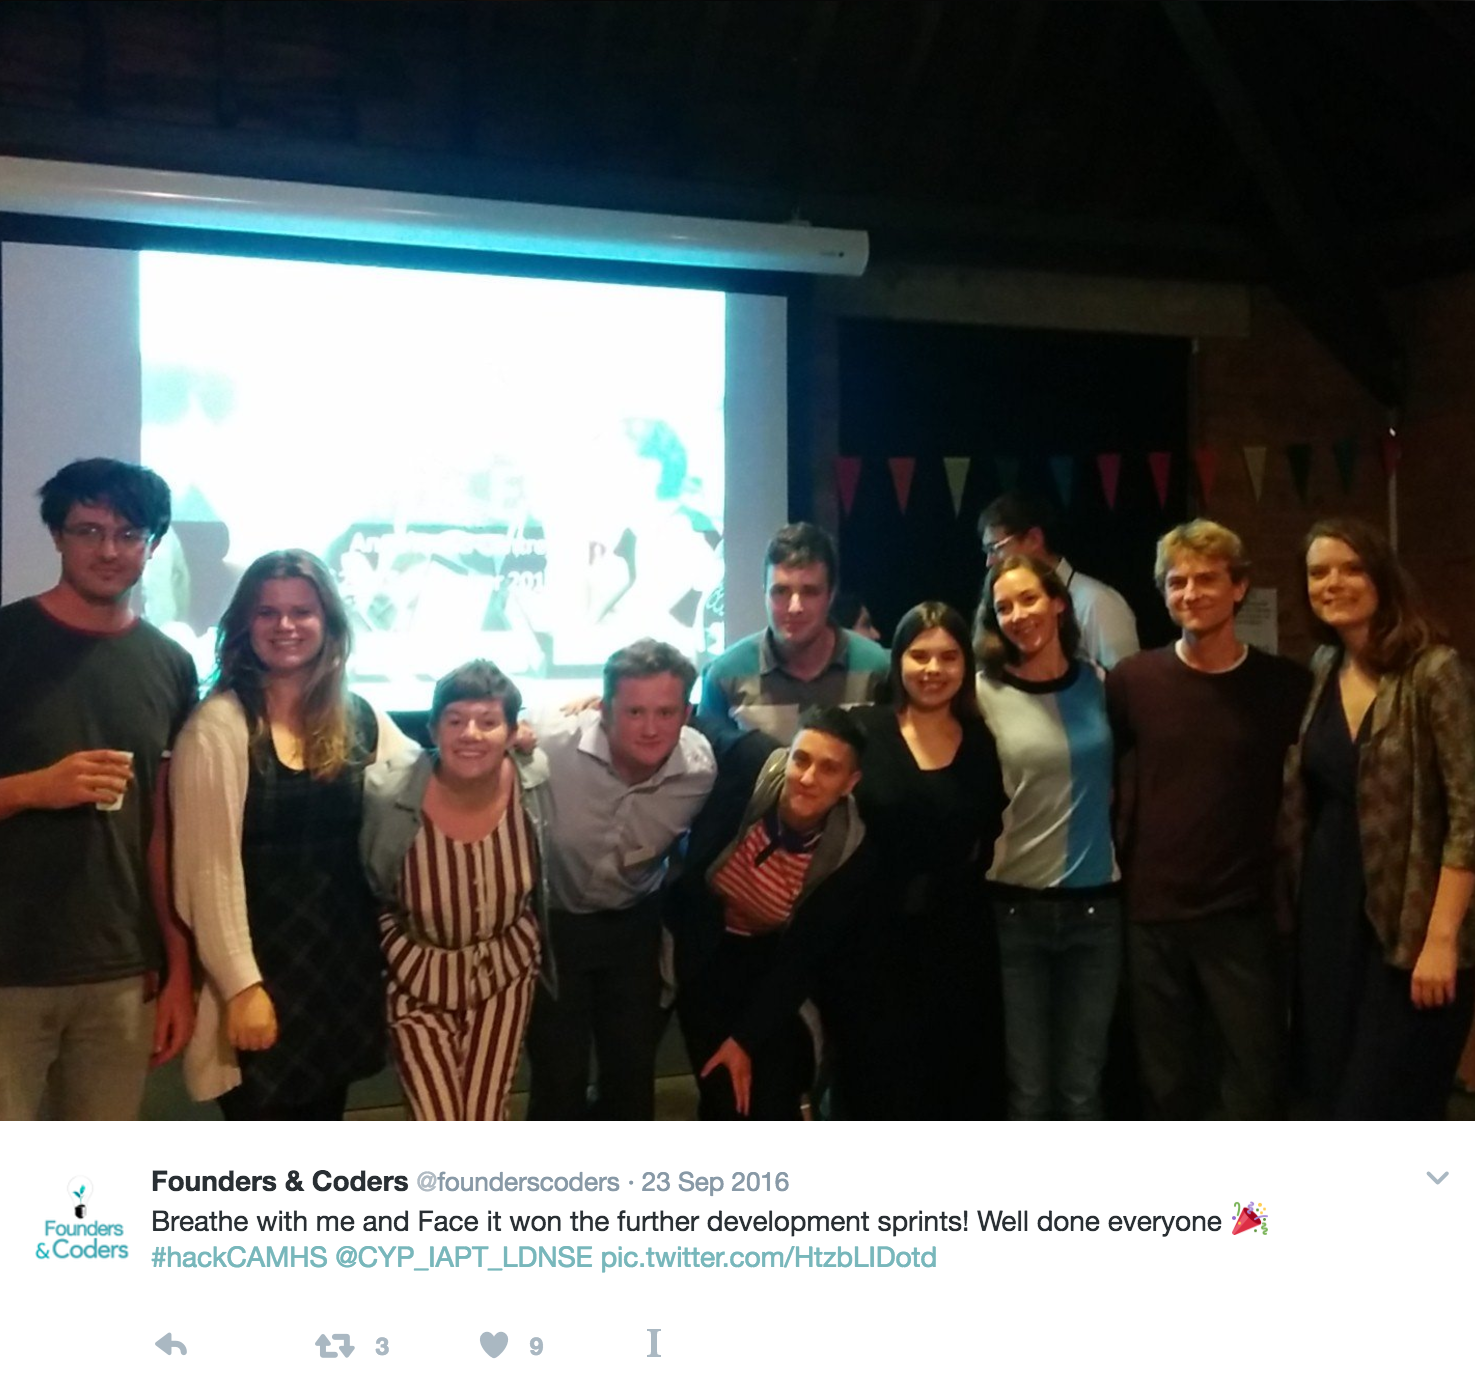 Founders & Coders @founderscoders · 23 Sep 2016
Breathe with me and Face it won the further development sprints! Well done everyone 🎉
#hackCAMHS @CYP_IAPT_LDNSE pic.twitter.com/HtzbLIDotd
Founders
& Coders
3
9